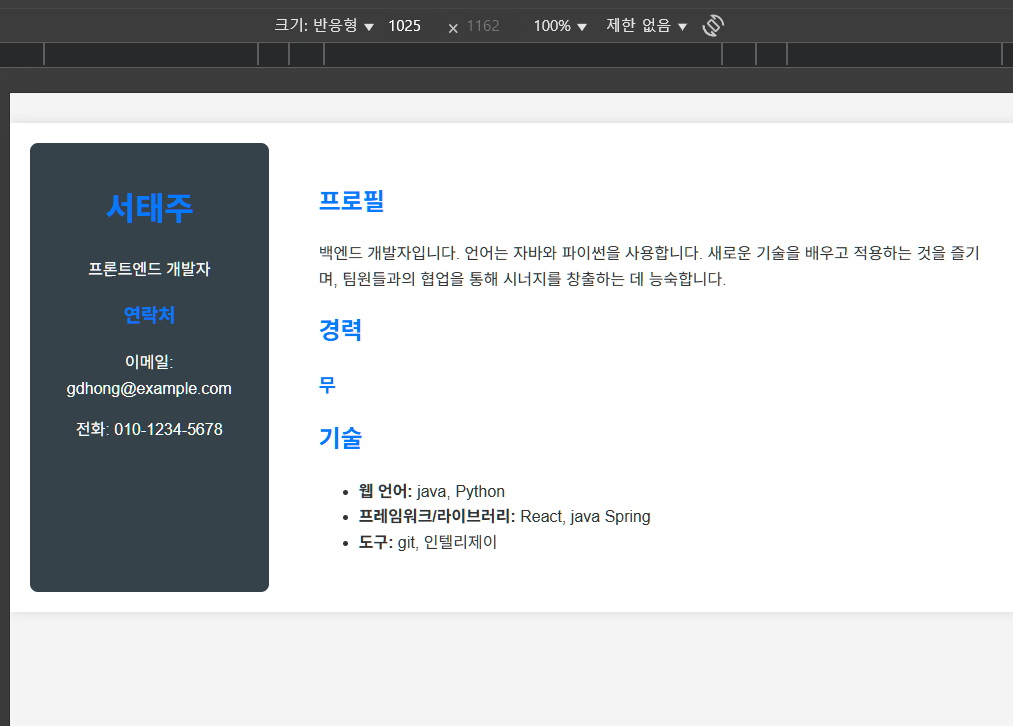 크기: 반응형 ▼ 1025 × 1162 100% ▼ 제한 없음 ▼
서태주
프론트엔드 개발자
연락처
이메일:
gdhong@example.com
전화: 010-1234-5678
프로필
백엔드 개발자입니다. 언어는 자바와 파이썬을 사용합니다. 새로운 기술을 배우고 적용하는 것을 즐기
며, 팀원들과의 협업을 통해 시너지를 창출하는 데 능숙합니다.
경력
무
기술
• 웹 언어: java, Python
• 프레임워크/라이브러리: React, java Spring
• 도구: git, 인텔리제이